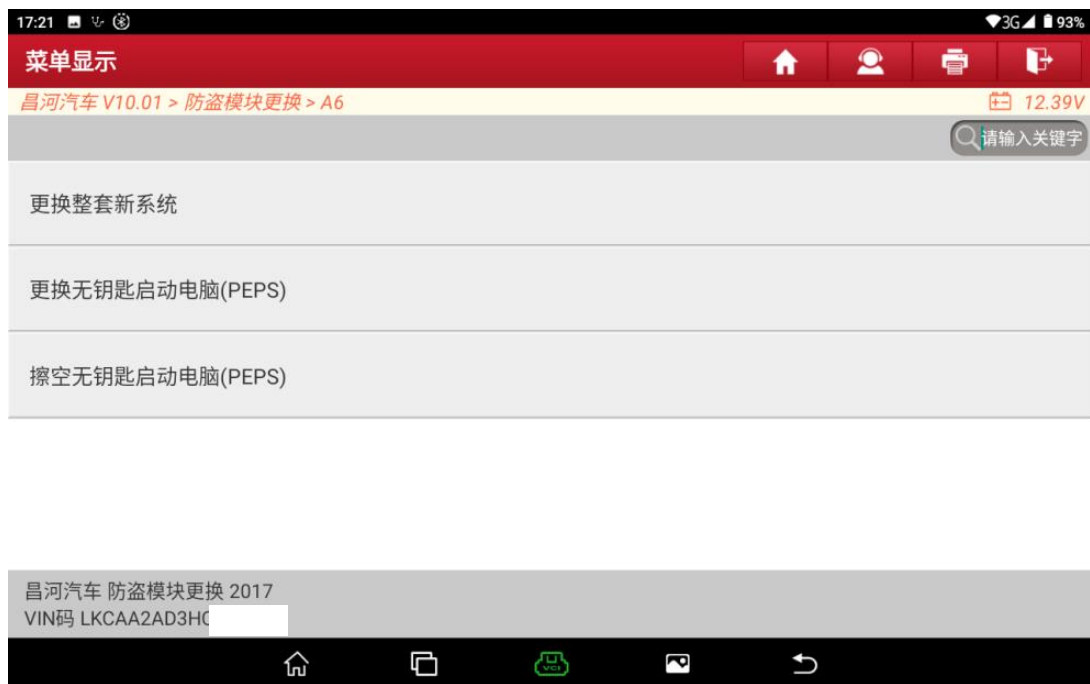 17:21
3G 93%
菜单显示
昌河汽车 V10.01 > 防盗模块更换 > A6
12.39V
请输入关键字
更换整套新系统
更换无钥匙启动电脑(PEPS)
擦空无钥匙启动电脑(PEPS)
昌河汽车 防盗模块更换 2017
VIN码 LKCAA2AD3H
VCI